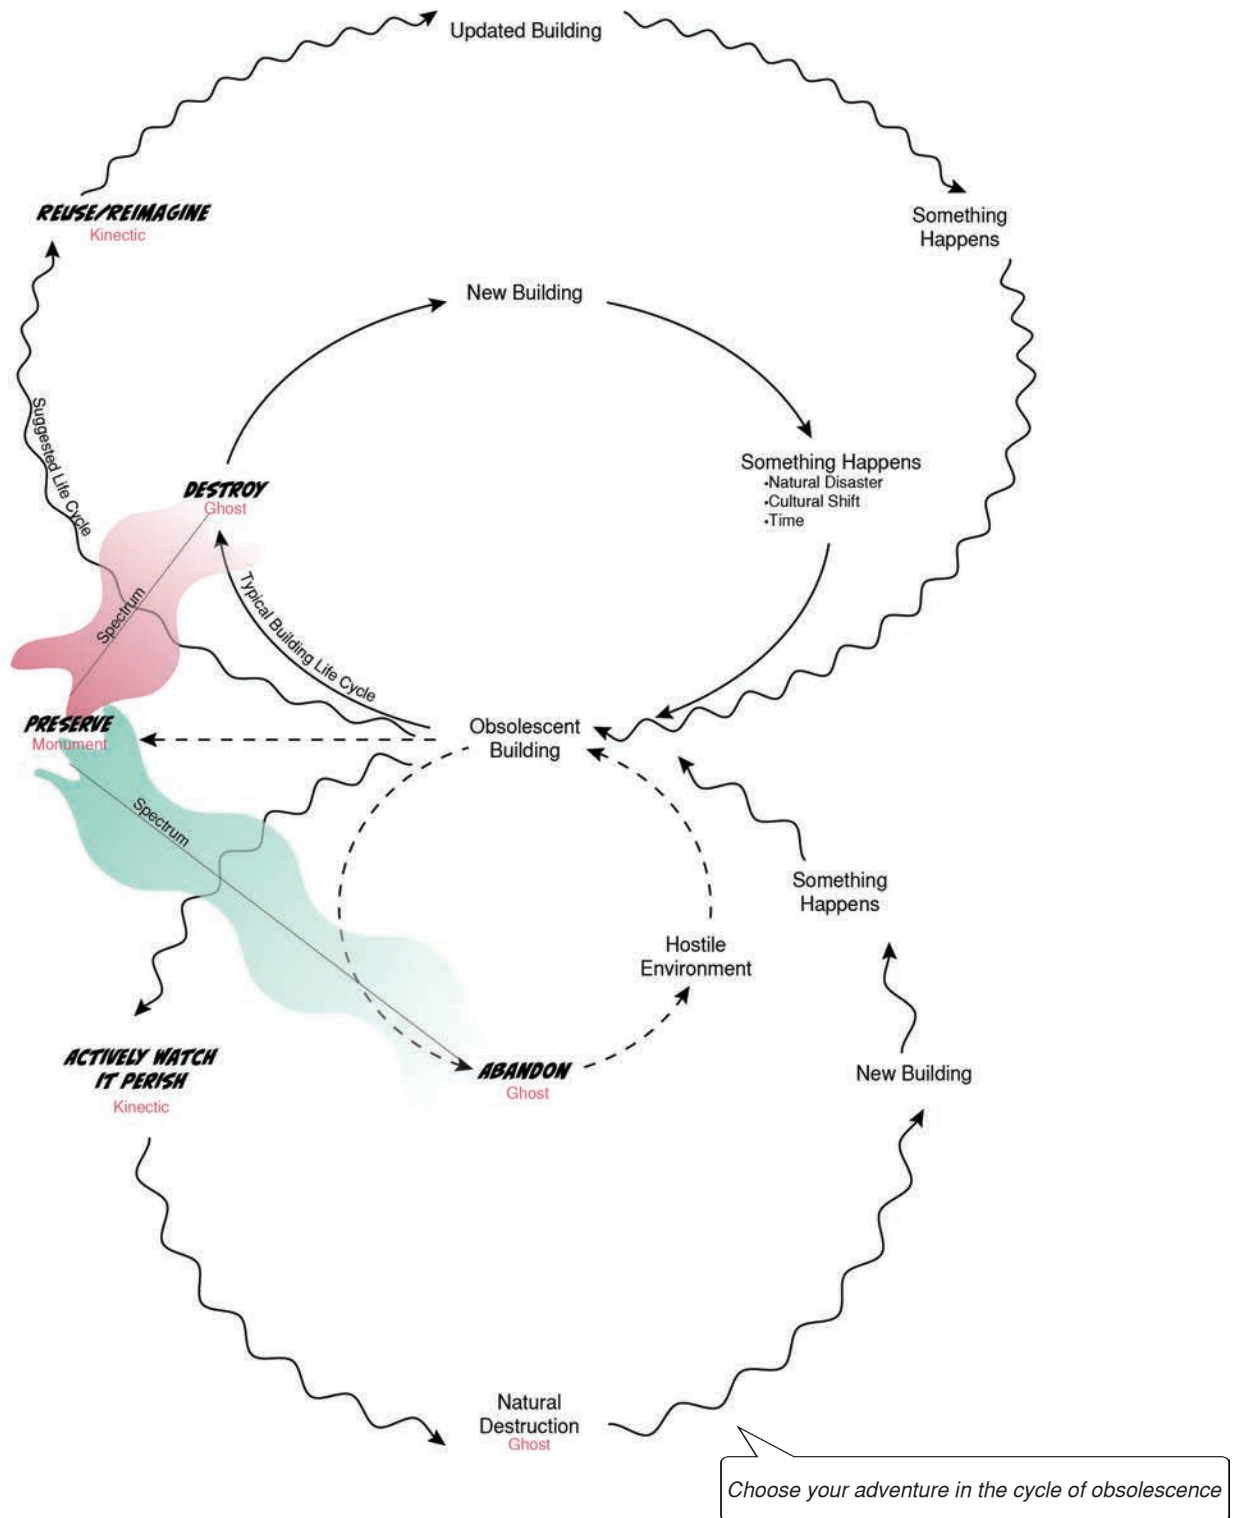 Updated Building
REUSE/REIMAGINE
Kinectic
Something
Happens
New Building
Suggested Life Cycle
DESTROY
Ghost
Something Happens
•Natural Disaster
•Cultural Shift
•Time
Typical Building Life Cycle
Spectrum
PRESERVE
Monument
Obsolescent
Building
Spectrum
Something
Happens
Hostile
Environment
ACTIVELY WATCH
IT PERISH
Kinectic
ABANDON
Ghost
New Building
Natural
Destruction
Ghost
Choose your adventure in the cycle of obsolescence